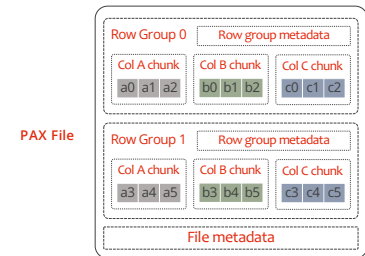 Row Group 0 Row group metadata
Col A chunk Col B chunk Col C chunk
a0 a1 a2 b0 b1 b2 c0 c1 c2
PAX File
Row Group 1 Row group metadata
Col A chunk Col B chunk Col C chunk
a3 a4 a5 b3 b4 b5 c3 c4 c5
File metadata